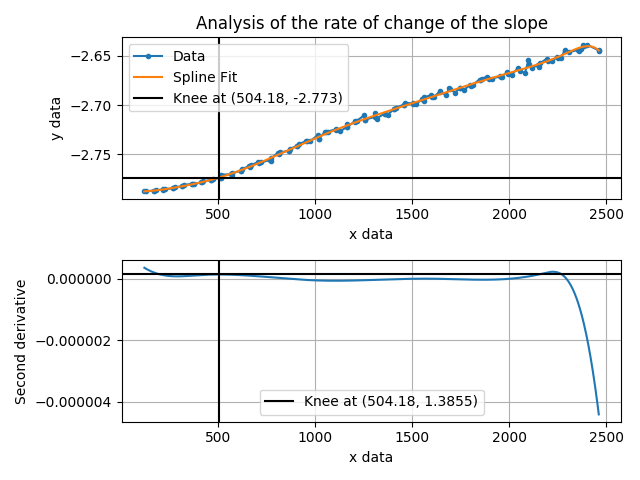 Analysis of the rate of change of the slope
Data
Spline Fit
Knee at (504.18, -2.773)
−2.65
−2.70
−2.75
y data
500 1000 1500 2000 2500
x data
0.000000
−0.000002
−0.000004
Second derivative
Knee at (504.18, 1.3855)
500 1000 1500 2000 2500
x data